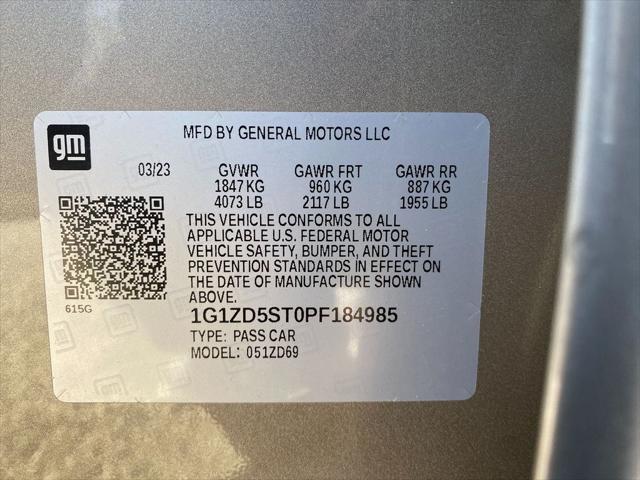 gm
MFD BY GENERAL MOTORS LLC
03/23 GVWR GAWR FRT GAWR RR
1847 KG 960 KG 887 KG
4073 LB 2117 LB 1955 LB
THIS VEHICLE CONFORMS TO ALL
APPLICABLE U.S. FEDERAL MOTOR
VEHICLE SAFETY, BUMPER, AND THEFT
PREVENTION STANDARDS IN EFFECT ON
THE DATE OF MANUFACTURE SHOWN
ABOVE.
615G
1G1ZD5ST0PF184985
TYPE: PASS CAR
MODEL: 051ZD69